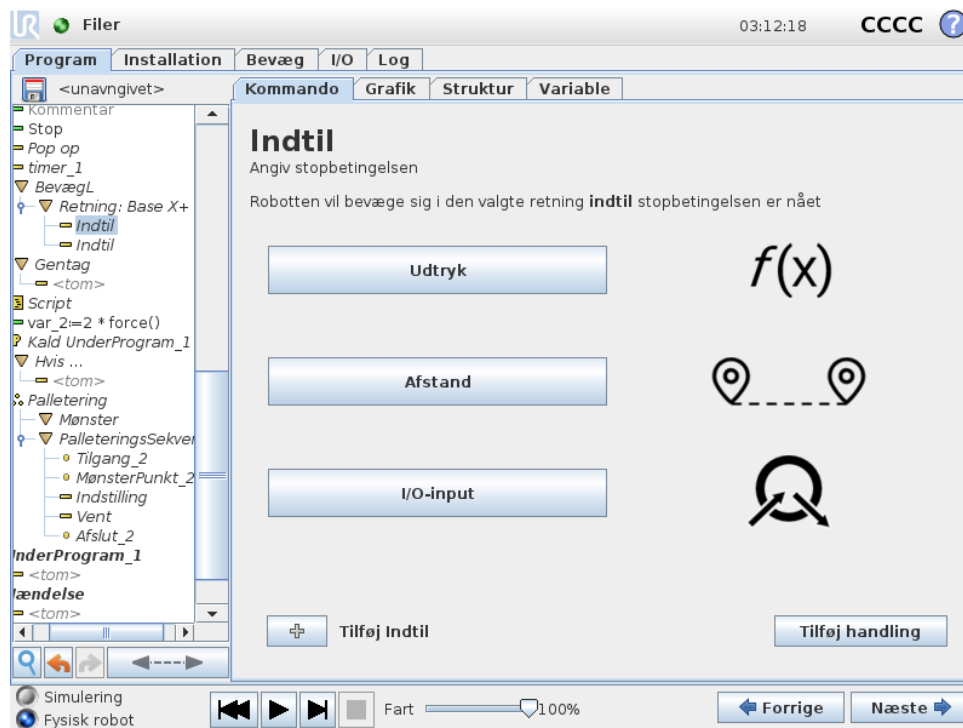 UR Filer 03:12:18 CCCC ?
Program Installation Bevæg I/O Log
<unavngivet>
Kommando Grafik Struktur Variable
Kommentar
Stop
Pop op
timer_1
BevægL
Retning: Base X+
Indtil
Indtil
Gentag
<tom>
Script
var_2:=2 * force()
Kald UnderProgram_1
Hvis ...
<tom>
Palletering
Mønster
PalleteringsSekver
Tilgang_2
MønsterPunkt_2
Indstilling
Vent
Afslut_2
nderProgram_1
<tom>
ændelse
<tom>
Indtil
Angiv stopbetingelsen
Robotten vil bevæge sig i den valgte retning indtil stopbetingelsen er nået
Udtryk f(x)
Afstand
I/O-input
Tilføj Indtil Tilføj handling
Simulering
Fysisk robot
Fart 100% Forrige Næste